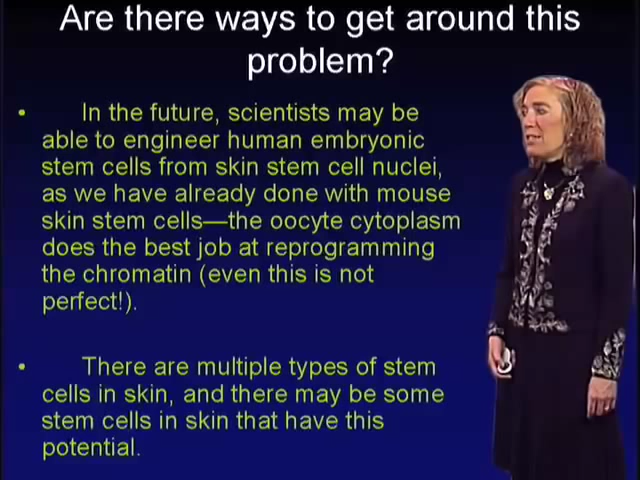 Are there ways to get around this
problem?
• In the future, scientists may be
able to engineer human embryonic
stem cells from skin stem cell nuclei,
as we have already done with mouse
skin stem cells—the oocyte cytoplasm
does the best job at reprogramming
the chromatin (even this is not
perfect!).
• There are multiple types of stem
cells in skin, and there may be some
stem cells in skin that have this
potential.